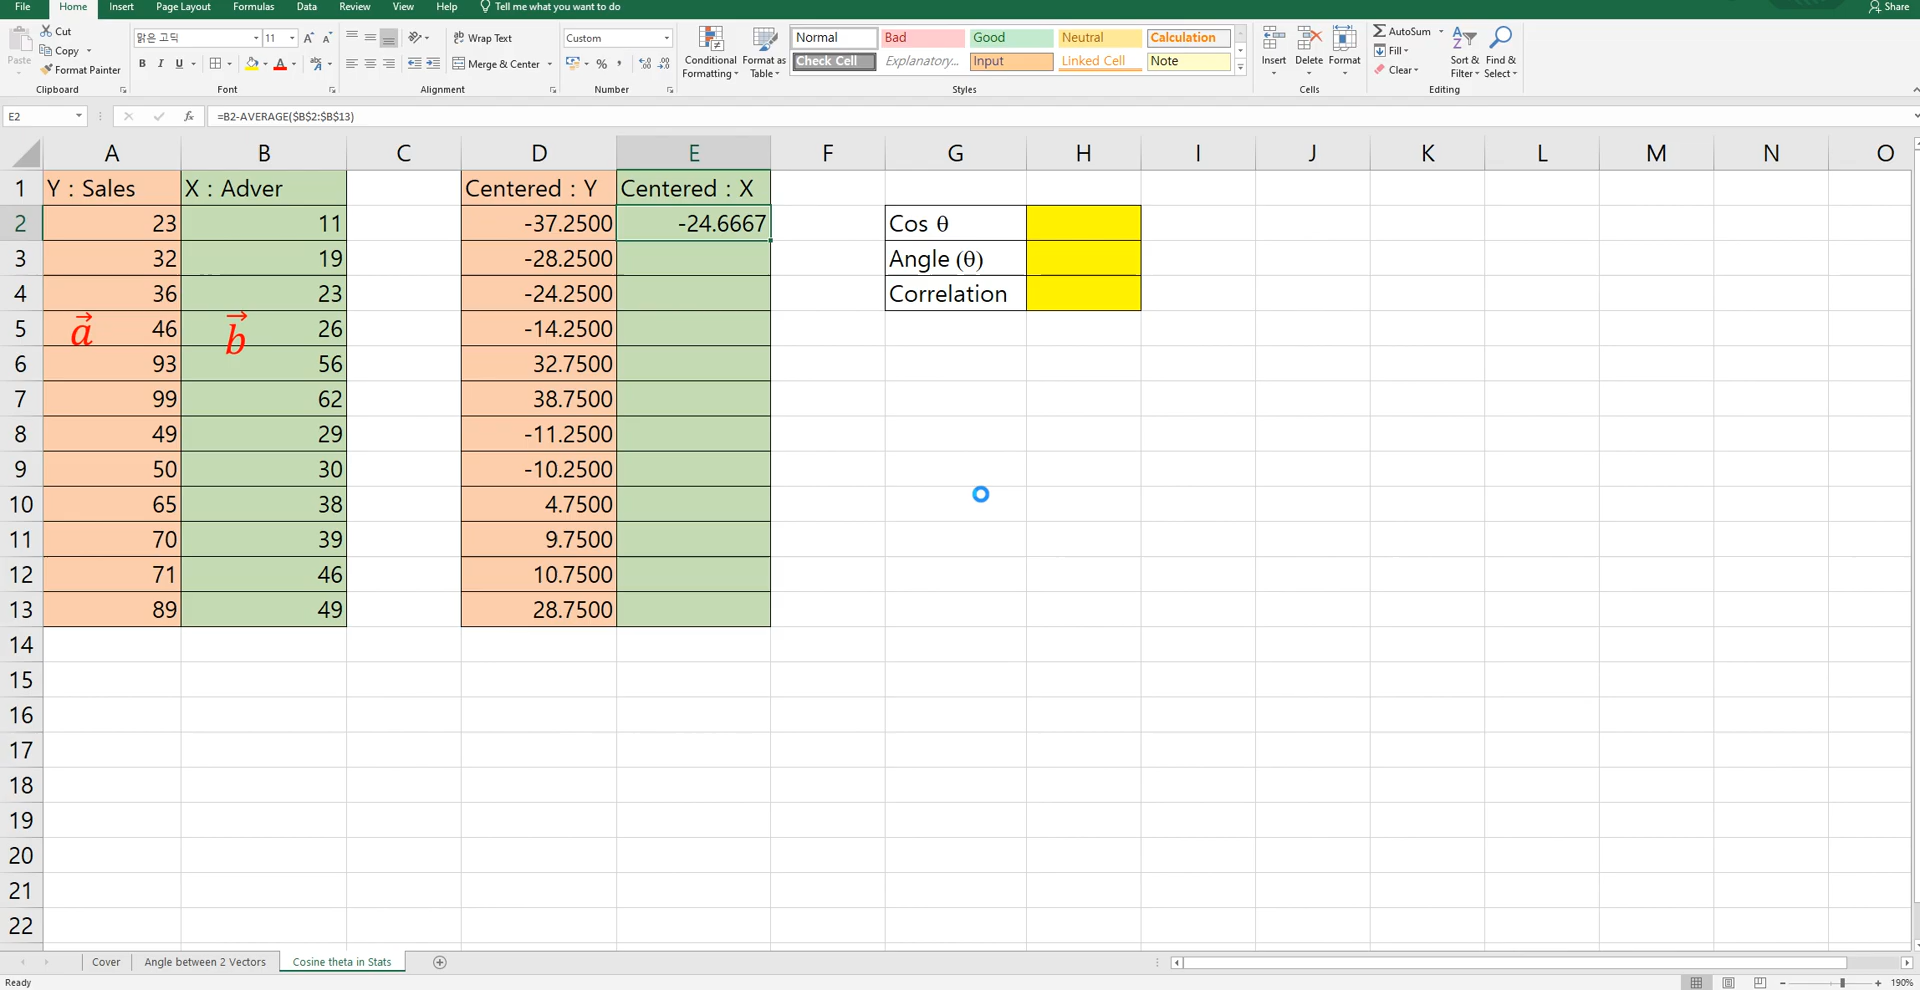 File Home Insert Page Layout Formulas Data Review View Help Tell me what you want to do Share
Paste Cut Copy Format Painter
맑은 고딕 11 Wrap Text Custom
B I U Merge & Center
Conditional Formatting Format as Table
Normal Bad Good Neutral Calculation
Check Cell Explanatory... Input Linked Cell Note
Insert Delete Format
AutoSum Fill Clear Sort & Filter Find & Select
Clipboard Font Alignment Number Styles Cells Editing
E2 fx =B2-AVERAGE($B$2:$B$13)
A B C D E F G H I J K L M N O
1 Y : Sales X : Adver Centered : Y Centered : X
2 23 11 -37.2500 -24.6667 Cos θ
3 32 19 -28.2500 Angle (θ)
4 36 23 -24.2500 Correlation
5 a 46 b 26 -14.2500
6 93 56 32.7500
7 99 62 38.7500
8 49 29 -11.2500
9 50 30 -10.2500
10 65 38 4.7500
11 70 39 9.7500
12 71 46 10.7500
13 89 49 28.7500
14
15
16
17
18
19
20
21
22
Cover Angle between 2 Vectors Cosine theta in Stats
Ready 190%